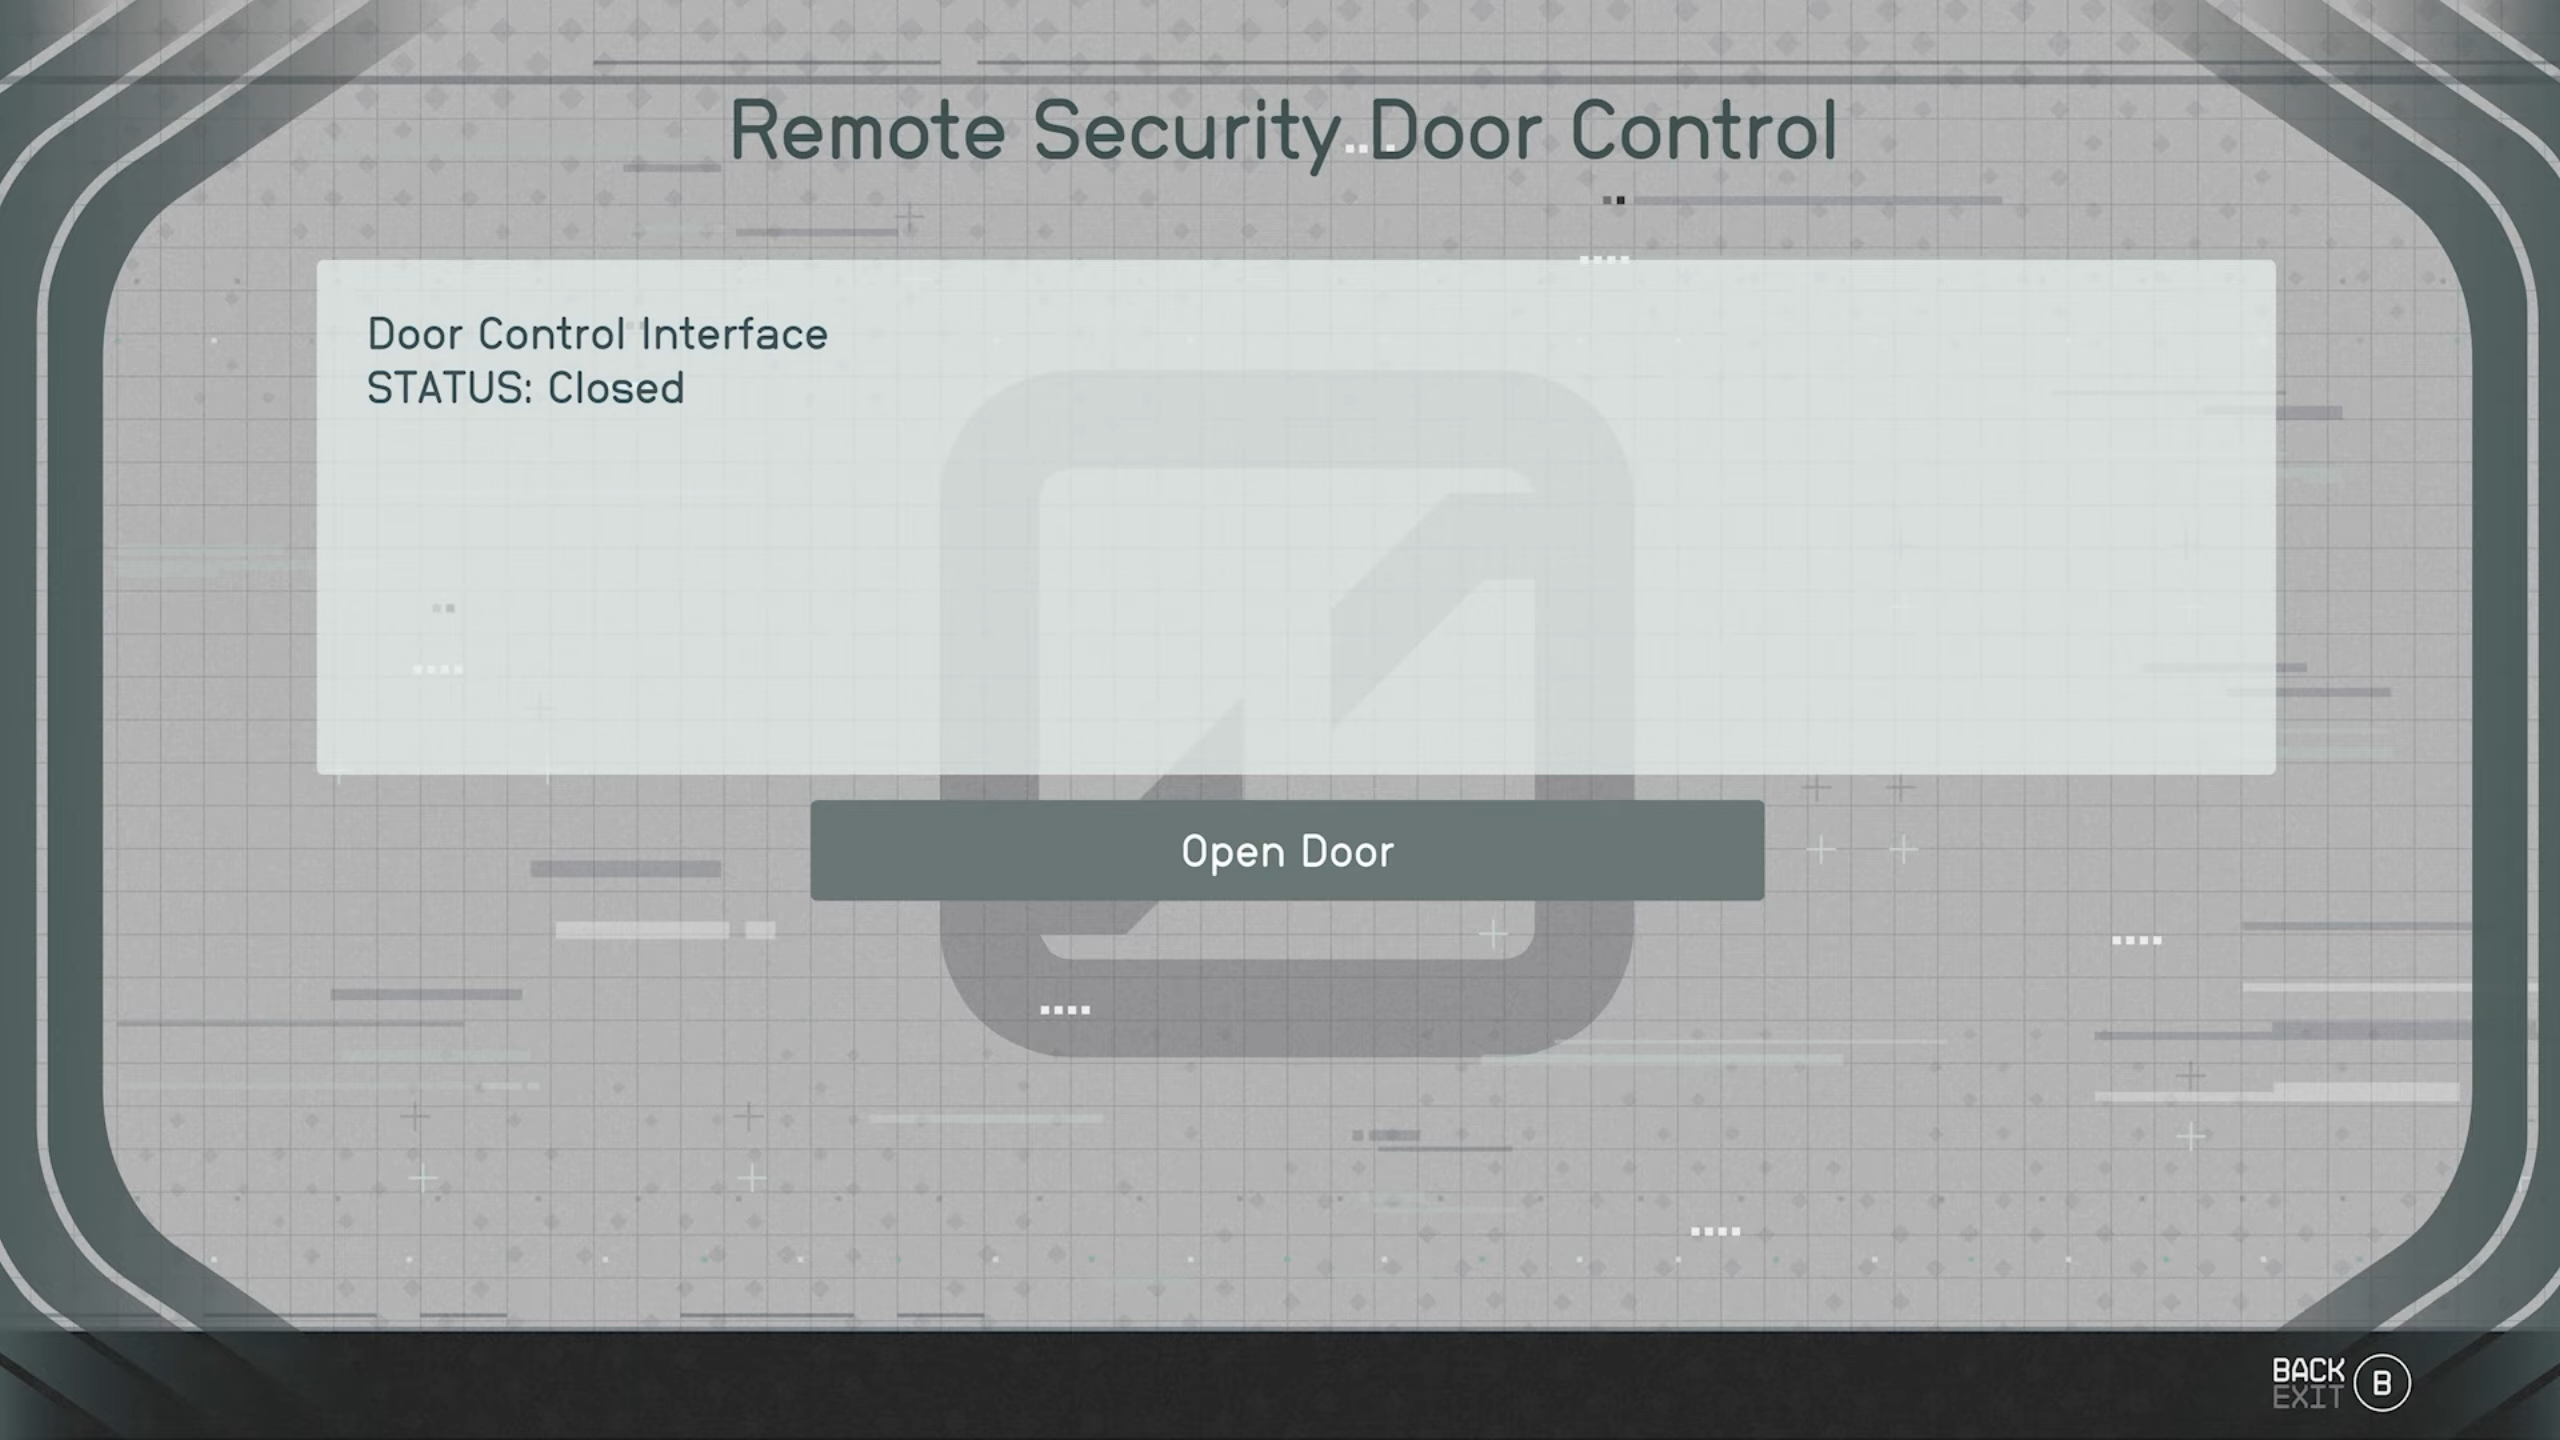 Remote Security Door Control
Door Control Interface
STATUS: Closed
Open Door
BACK
EXIT
B